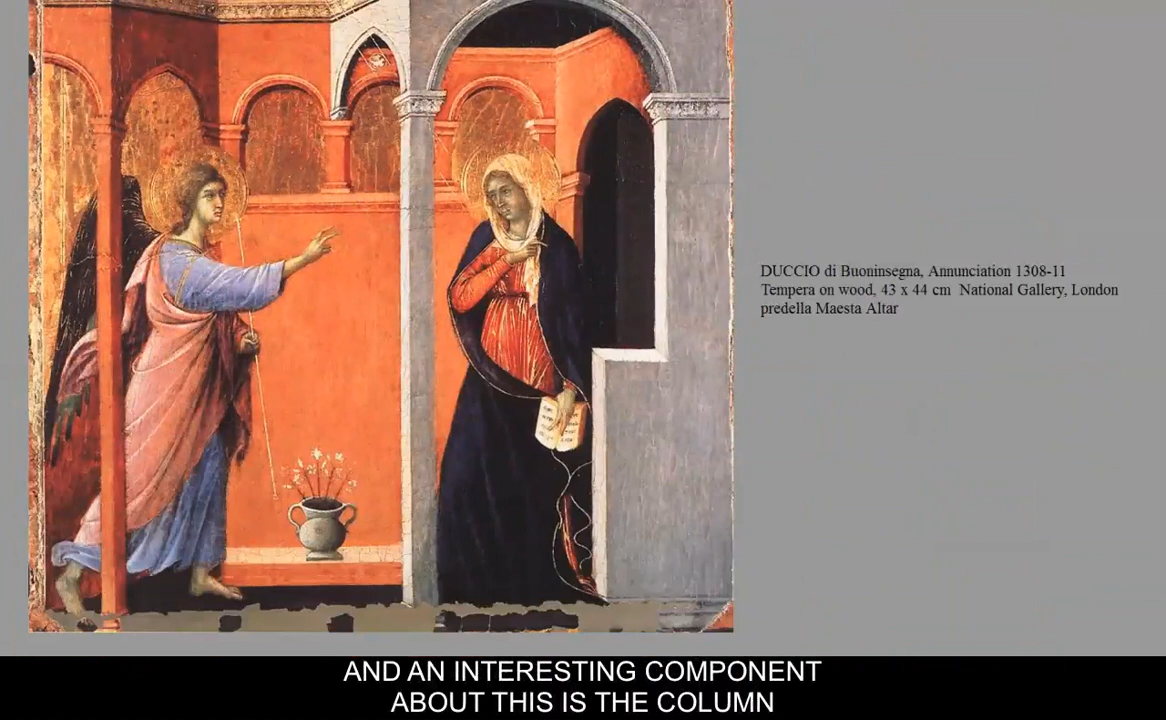 DUCCIO di Buoninsegna, Annunciation 1308-11
Tempera on wood, 43 x 44 cm National Gallery, London
predella Maesta Altar
AND AN INTERESTING COMPONENT
ABOUT THIS IS THE COLUMN